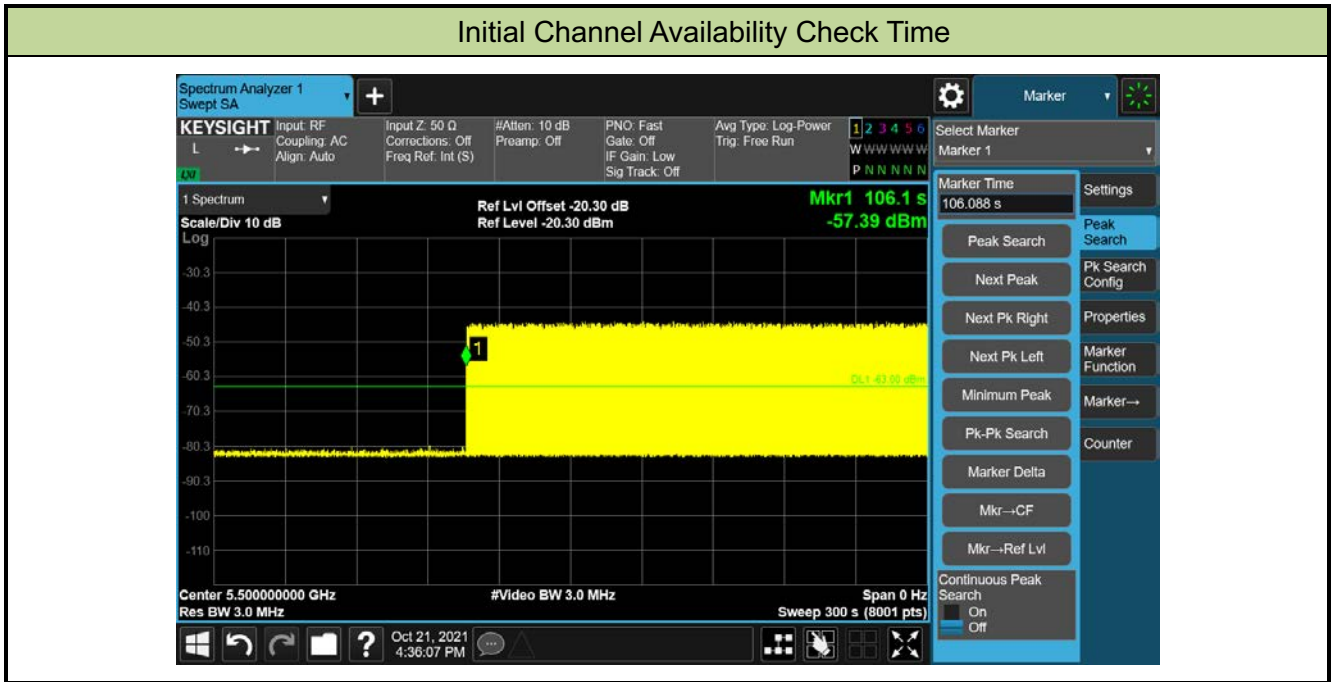 Initial Channel Availability Check Time
Spectrum Analyzer 1
Swept SA
Marker
KEYSIGHT
Input: RF
Input Z: 50 Ω
#Atten: 10 dB
PNO: Fast
Avg Type: Log-Power
1 2 3 4 5 6
L
Coupling: AC
Corrections: Off
Preamp: Off
Gate: Off
Trig: Free Run
W W W W W W
Align: Auto
Freq Ref: Int (S)
IF Gain: Low
Sig Track: Off
P N N N N N
LXI
Select Marker
Marker 1
1 Spectrum
Ref Lvl Offset -20.30 dB
Mkr1 106.1 s
Scale/Div 10 dB
Ref Level -20.30 dBm
-57.39 dBm
Log
-30.3
-40.3
-50.3
-60.3
-70.3
-80.3
-90.3
-100
-110
1
DL1 -63.00 dBm
Center 5.500000000 GHz
#Video BW 3.0 MHz
Span 0 Hz
Res BW 3.0 MHz
Sweep 300 s (8001 pts)
Marker Time
106.088 s
Peak Search
Next Peak
Next Pk Right
Next Pk Left
Minimum Peak
Pk-Pk Search
Marker Delta
Mkr→CF
Mkr→Ref Lvl
Continuous Peak
Search
On
Off
Settings
Peak
Search
Pk Search
Config
Properties
Marker
Function
Marker→
Counter
?
Oct 21, 2021
4:36:07 PM